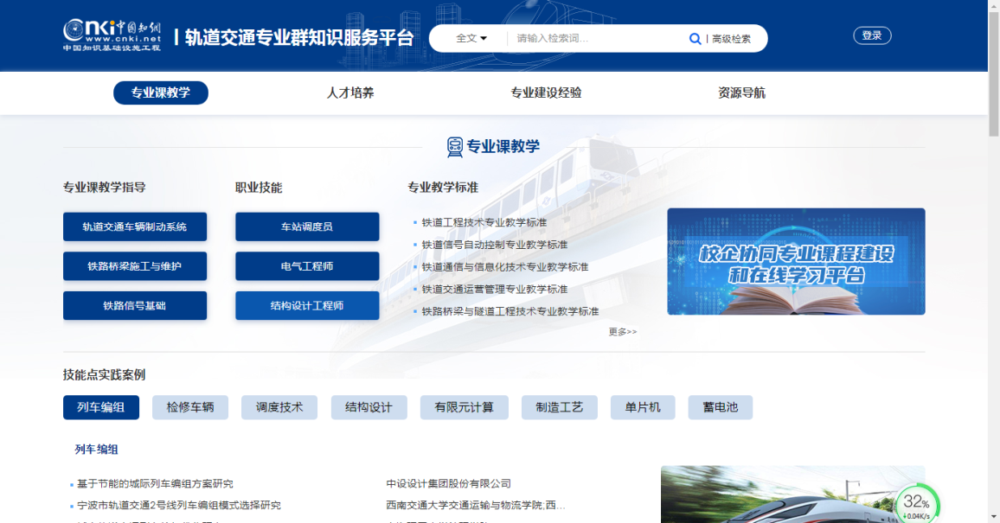 cnki中国知网
www.cnki.net
中国知识基础设施工程
轨道交通专业群知识服务平台
全文 请输入检索词... 高级检索
登录
专业课教学 人才培养 专业建设经验 资源导航
专业课教学
专业课教学指导
轨道交通车辆制动系统
铁路桥梁施工与维护
铁路信号基础
职业技能
车站调度员
电气工程师
结构设计工程师
专业教学标准
铁道工程技术专业教学标准
铁道信号自动控制专业教学标准
铁道通信与信息化技术专业教学标准
铁道交通运营管理专业教学标准
铁路桥梁与隧道工程技术专业教学标准
更多>>
校企协同专业课程建设
和在线学习平台
技能点实践案例
列车编组 检修车辆 调度技术 结构设计 有限元计算 制造工艺 单片机 蓄电池
列车编组
基于节能的城际列车编组方案研究 中设设计集团股份有限公司
宁波市轨道交通2号线列车编组模式选择研究 西南交通大学交通运输与物流学院;西...
32%
0.04K/s